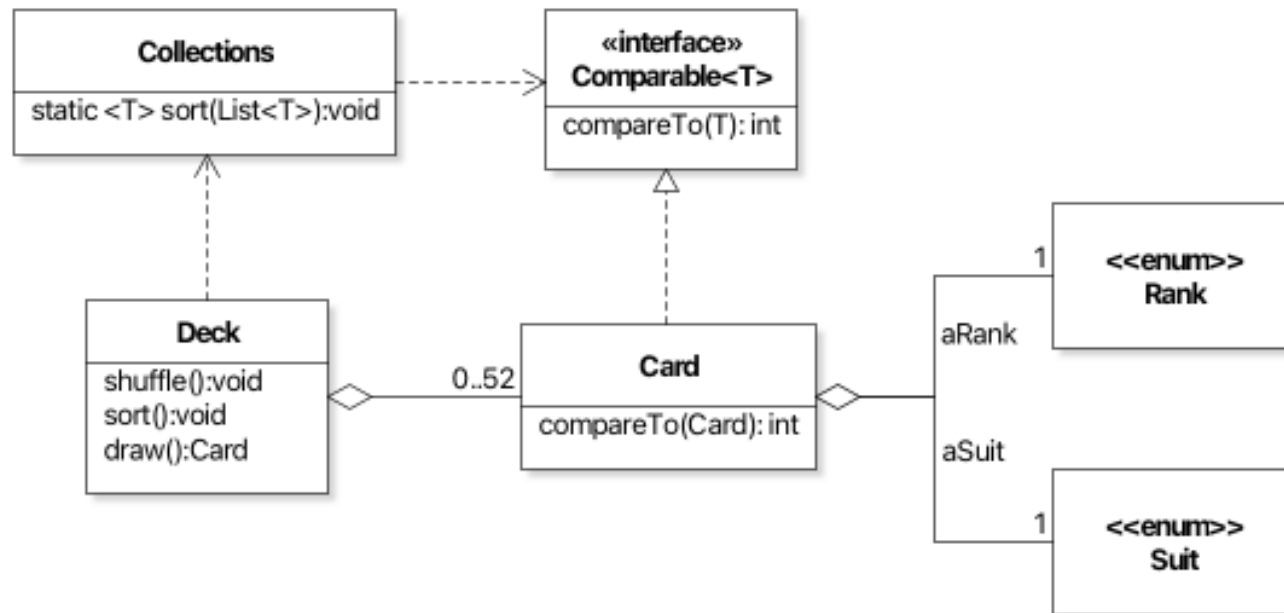 Collections
static <T> sort(List<T>):void
«interface»
Comparable<T>
compareTo(T): int
Deck
shuffle():void
sort():void
draw():Card
0..52
Card
compareTo(Card): int
aRank
aSuit
1
<<enum>>
Rank
1
<<enum>>
Suit